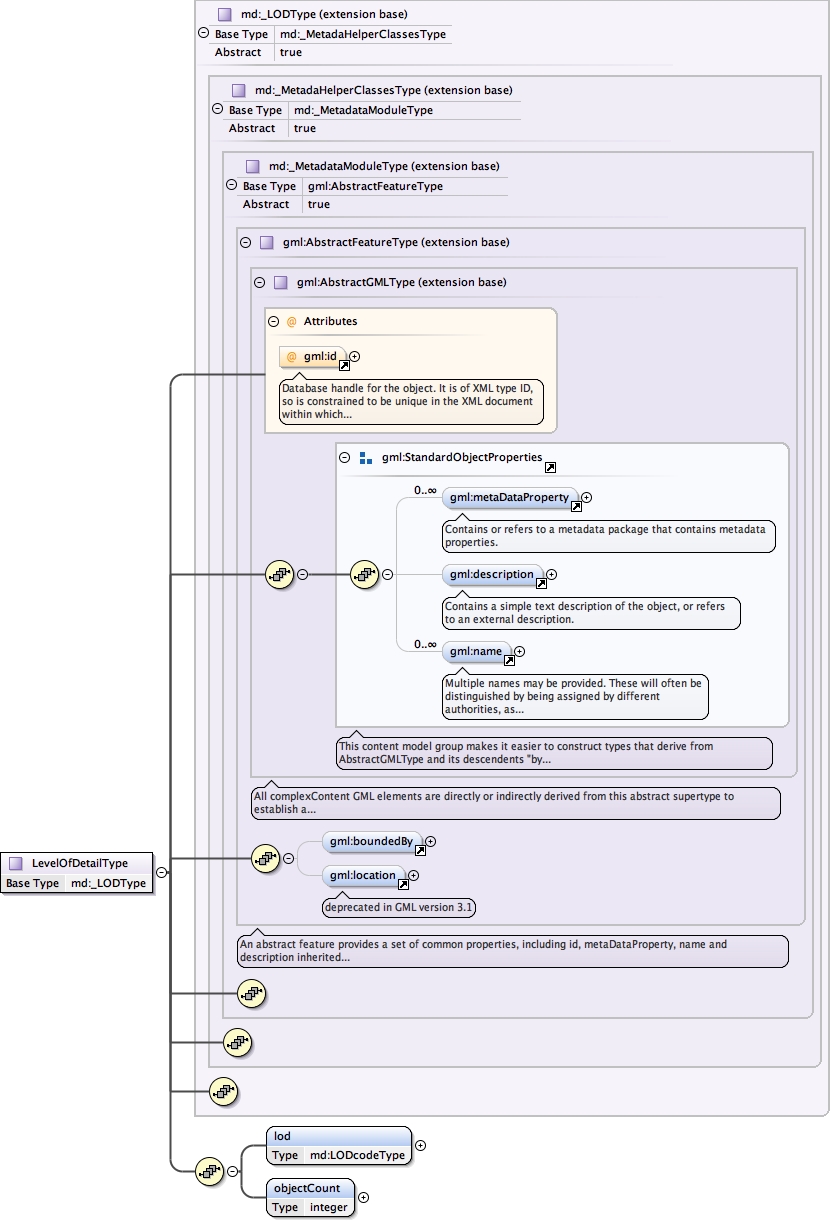 md:_LODType (extension base)
Base Type md:_MetadaHelperClassesType
Abstract true
md:_MetadaHelperClassesType (extension base)
Base Type md:_MetadataModuleType
Abstract true
md:_MetadataModuleType (extension base)
Base Type gml:AbstractFeatureType
Abstract true
gml:AbstractFeatureType (extension base)
gml:AbstractGMLType (extension base)
@ Attributes
@ gml:id
Database handle for the object. It is of XML type ID,
so is constrained to be unique in the XML document
within which...
gml:StandardObjectProperties
0..∞
gml:metaDataProperty
Contains or refers to a metadata package that contains metadata
properties.
gml:description
Contains a simple text description of the object, or refers
to an external description.
0..∞
gml:name
Multiple names may be provided. These will often be
distinguished by being assigned by different
authorities, as...
This content model group makes it easier to construct types that derive from
AbstractGMLType and its descendents "by...
All complexContent GML elements are directly or indirectly derived from this abstract supertype to
establish a...
gml:boundedBy
gml:location
deprecated in GML version 3.1
LevelOfDetailType
Base Type md:_LODType
An abstract feature provides a set of common properties, including id, metaDataProperty, name and
description inherited...
lod
Type md:LODcodeType
objectCount
Type integer